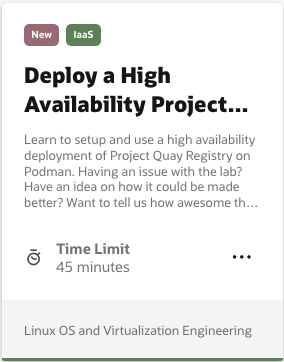 New IaaS
Deploy a High
Availability Project...
Learn to setup and use a high availability
deployment of Project Quay Registry on
Podman. Having an issue with the lab?
Have an idea on how it could be made
better? Want to tell us how awesome th...
Time Limit
45 minutes
Linux OS and Virtualization Engineering